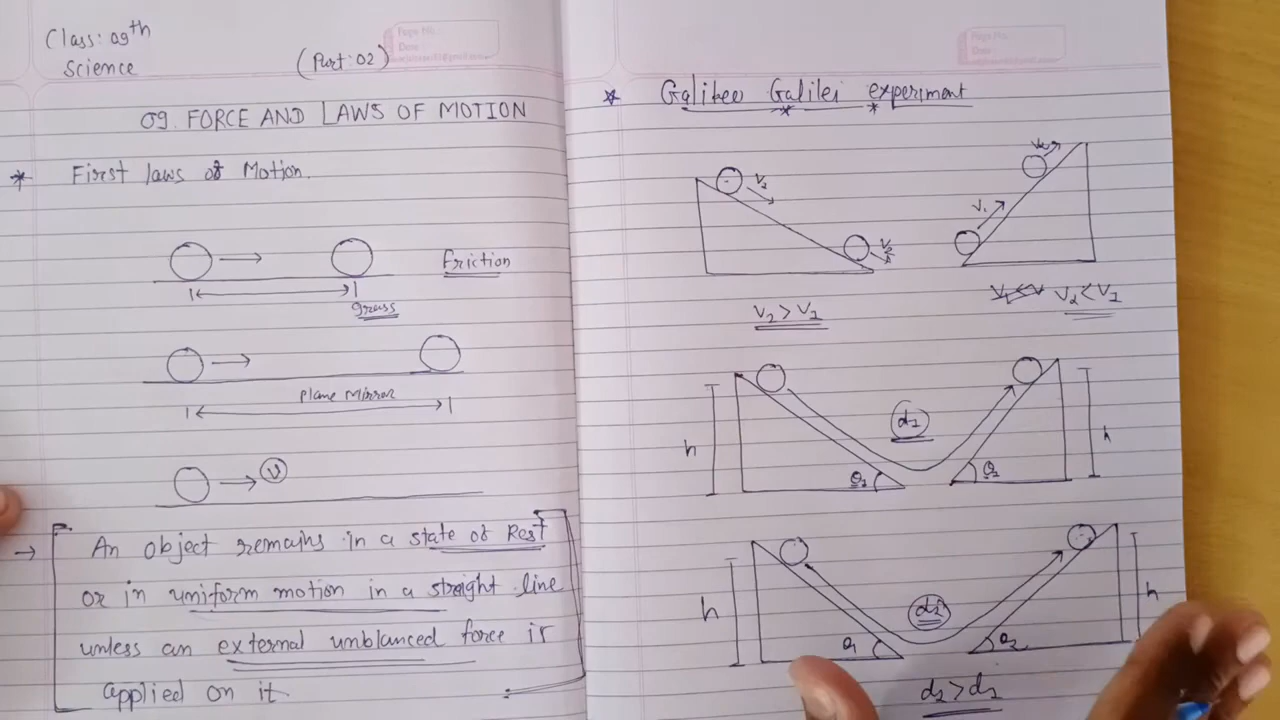 Class: 09th
Science
(Part: 02)
09. FORCE AND LAWS OF MOTION
* First laws of Motion.
Friction
grass
plane Mirror
V
→ An object remains in a state of Rest
or in uniform motion in a straight line
unless an external unblanced force is
applied on it
Page No.
Date
* Galileo Galilei experiment
V1
V2
V1
V2 > V1
V2 < V1
h
d1
h
θ1
θ2
h
d2
h
θ1
θ2
d2 > d1